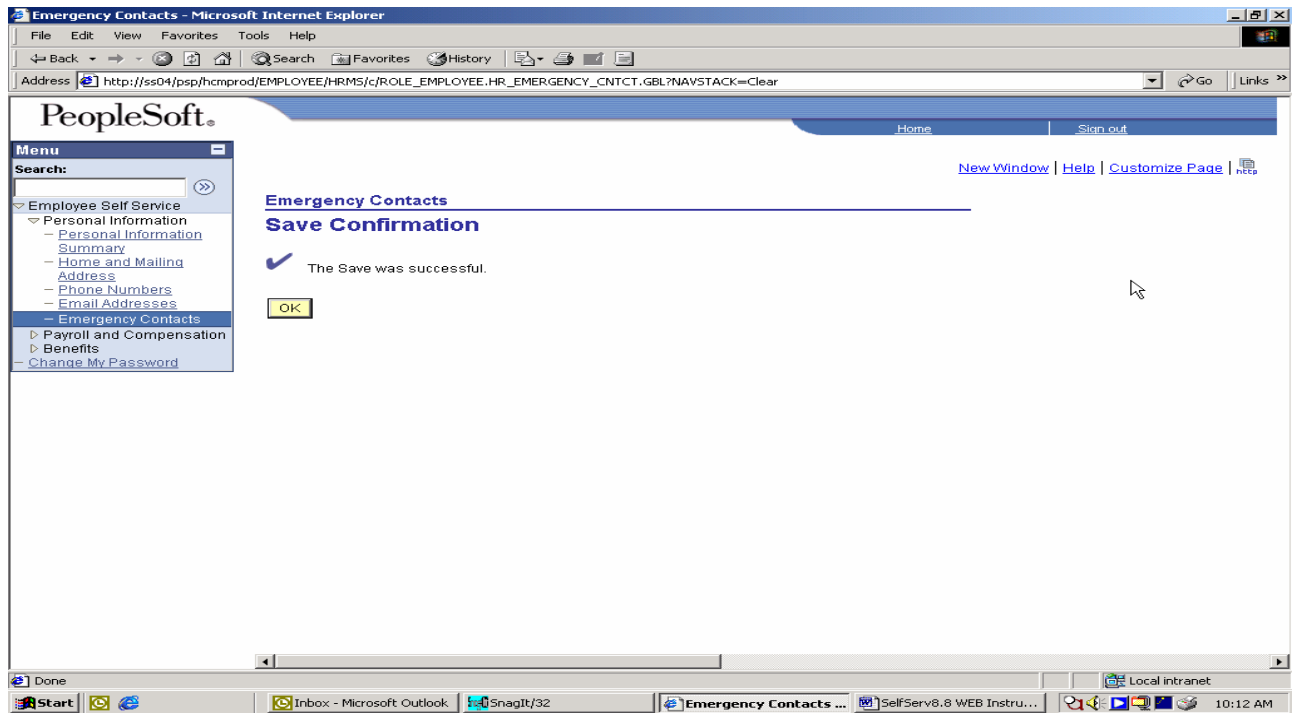 Emergency Contacts - Microsoft Internet Explorer
File Edit View Favorites Tools Help
Back Search Favorites History
Address http://ss04/psp/hcmprod/EMPLOYEE/HRMS/c/ROLE_EMPLOYEE.HR_EMERGENCY_CNTCT.GBL?NAVSTACK=Clear Go Links »
PeopleSoft®
Home Sign out
Menu
Search:
New Window | Help | Customize Page | http
Employee Self Service
Personal Information
– Personal Information
Summary
– Home and Mailing
Address
– Phone Numbers
– Email Addresses
– Emergency Contacts
Payroll and Compensation
Benefits
– Change My Password
Emergency Contacts
Save Confirmation
The Save was successful.
OK
Done Local intranet
Start Inbox - Microsoft Outlook SnagIt/32 Emergency Contacts ... SelfServ8.8 WEB Instru... 10:12 AM